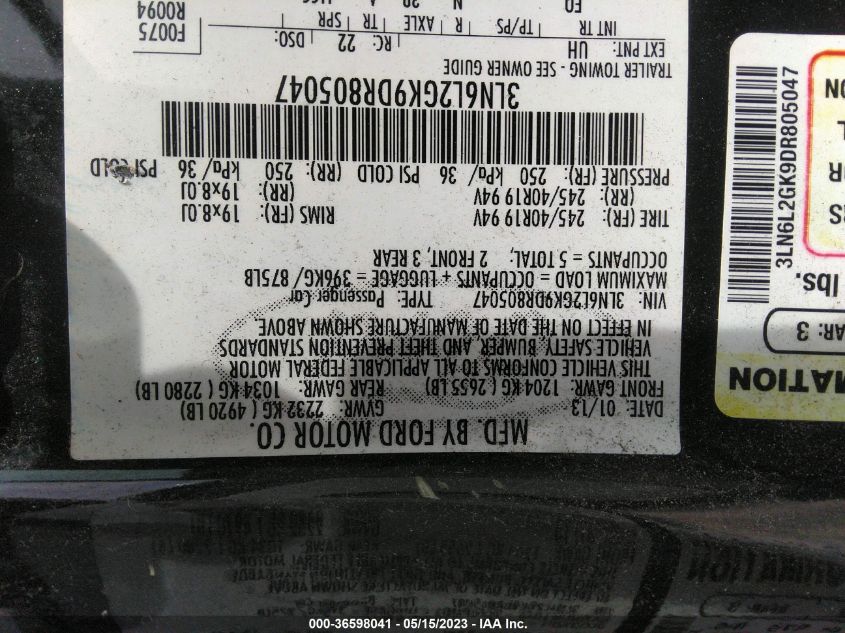 MFD. BY FORD MOTOR CO.
DATE: 01/13 GVWR: 2232 KG ( 4920 LB)
FRONT GAWR: 1204 KG ( 2655 LB) REAR GAWR: 1034 KG ( 2280 LB)
THIS VEHICLE CONFORMS TO ALL APPLICABLE FEDERAL MOTOR
VEHICLE SAFETY, BUMPER, AND THEFT PREVENTION STANDARDS
IN EFFECT ON THE DATE OF MANUFACTURE SHOWN ABOVE
VIN: 3LN6L2GK9DR805047 TYPE: Passenger Car
MAXIMUM LOAD = OCCUPANTS + LUGGAGE = 396KG/ 875LB
OCCUPANTS = 5 TOTAL, 2 FRONT, 3 REAR
TIRE (FR): 245/40R19 94V RIMS (FR): 19x8.0J
(RR): 245/40R19 94V (RR): 19x8.0J
PRESSURE (FR): 250 kPa/ 36 PSI COLD (RR): 250 kPa/ 36 PSI COLD
3LN6L2GK9DR805047
TRAILER TOWING - SEE OWNER GUIDE
EXT PNT: UH RC: 22 DSO: F0075
R0094
INT TR TP/PS R AXLE TR SPR
MATION
AR: 3
lbs.
3LN6L2GK9DR805047
000-36598041 - 05/15/2023 - IAA Inc.